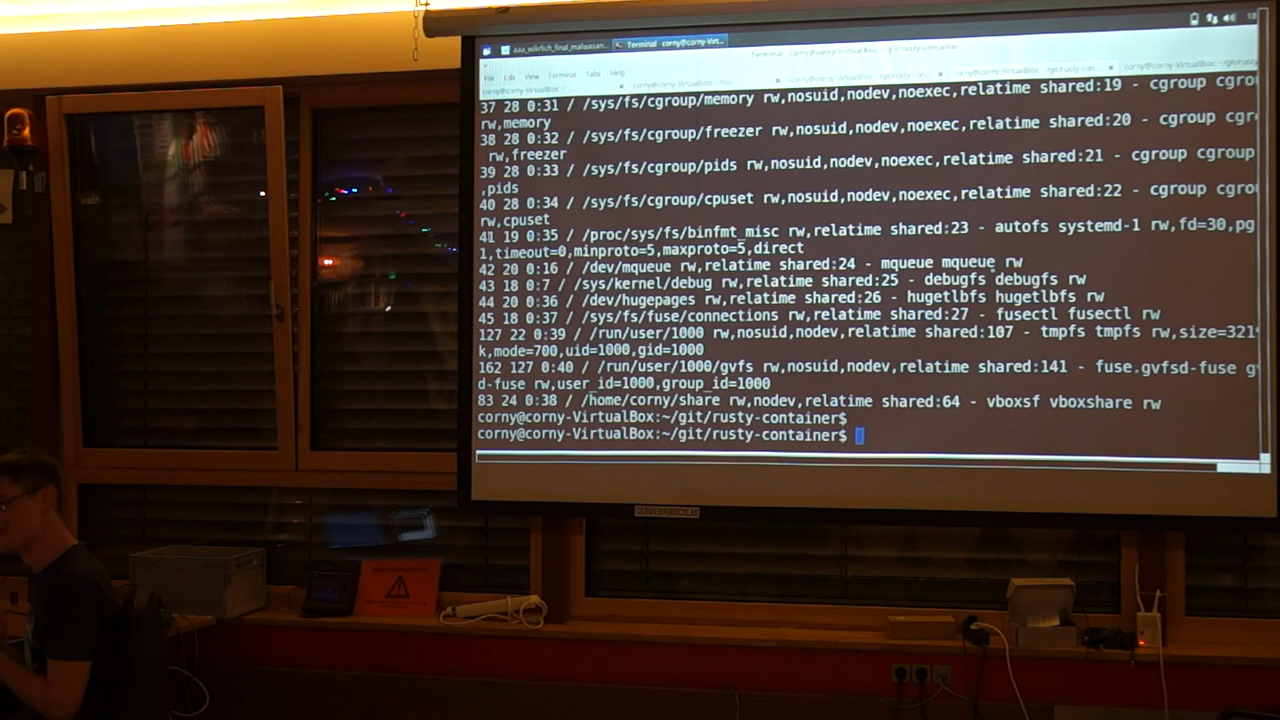 Terminal - corny@corny-Virt...
File Edit View Terminal Tabs Help
37 28 0:31 / /sys/fs/cgroup/memory rw,nosuid,nodev,noexec,relatime shared:19 - cgroup cgro
rw,memory
38 28 0:32 / /sys/fs/cgroup/freezer rw,nosuid,nodev,noexec,relatime shared:20 - cgroup cgr
rw,freezer
39 28 0:33 / /sys/fs/cgroup/pids rw,nosuid,nodev,noexec,relatime shared:21 - cgroup cgroup
,pids
40 28 0:34 / /sys/fs/cgroup/cpuset rw,nosuid,nodev,noexec,relatime shared:22 - cgroup cgro
rw,cpuset
41 19 0:35 / /proc/sys/fs/binfmt_misc rw,relatime shared:23 - autofs systemd-1 rw,fd=30,pg
1,timeout=0,minproto=5,maxproto=5,direct
42 20 0:16 / /dev/mqueue rw,relatime shared:24 - mqueue mqueue rw
43 18 0:7 / /sys/kernel/debug rw,relatime shared:25 - debugfs debugfs rw
44 20 0:36 / /dev/hugepages rw,relatime shared:26 - hugetlbfs hugetlbfs rw
45 18 0:37 / /sys/fs/fuse/connections rw,relatime shared:27 - fusectl fusectl rw
127 22 0:39 / /run/user/1000 rw,nosuid,nodev,relatime shared:107 - tmpfs tmpfs rw,size=321
k,mode=700,uid=1000,gid=1000
162 127 0:40 / /run/user/1000/gvfs rw,nosuid,nodev,relatime shared:141 - fuse.gvfsd-fuse gv
d-fuse rw,user_id=1000,group_id=1000
83 24 0:38 / /home/corny/share rw,nodev,relatime shared:64 - vboxsf vboxshare rw
corny@corny-VirtualBox:~/git/rusty-container$
corny@corny-VirtualBox:~/git/rusty-container$